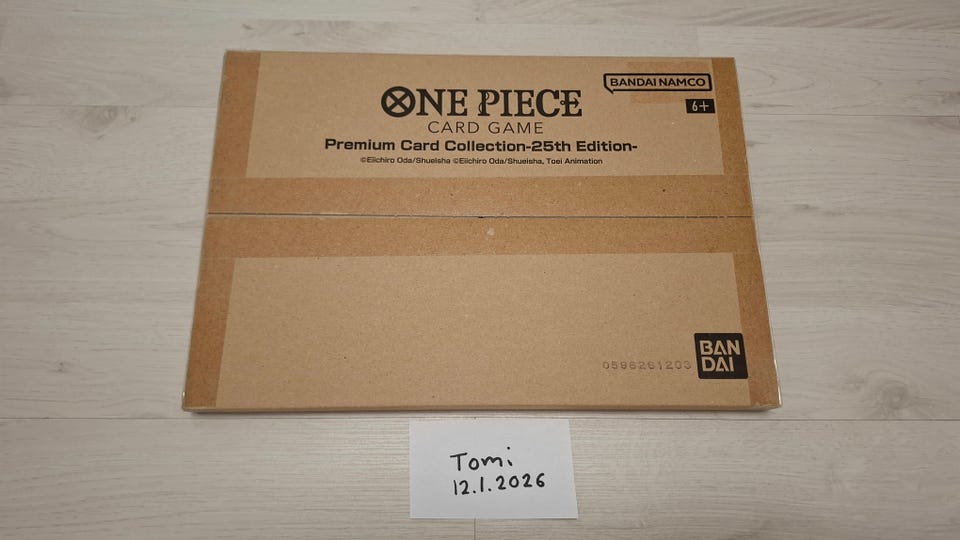 BANDAI NAMCO
ONE PIECE
6+
CARD GAME
Premium Card Collection-25th Edition-
©Eiichiro Oda/Shueisha ©Eiichiro Oda/Shueisha, Toei Animation
0596261203
BAN
DAI
Tomi
12.1.2026